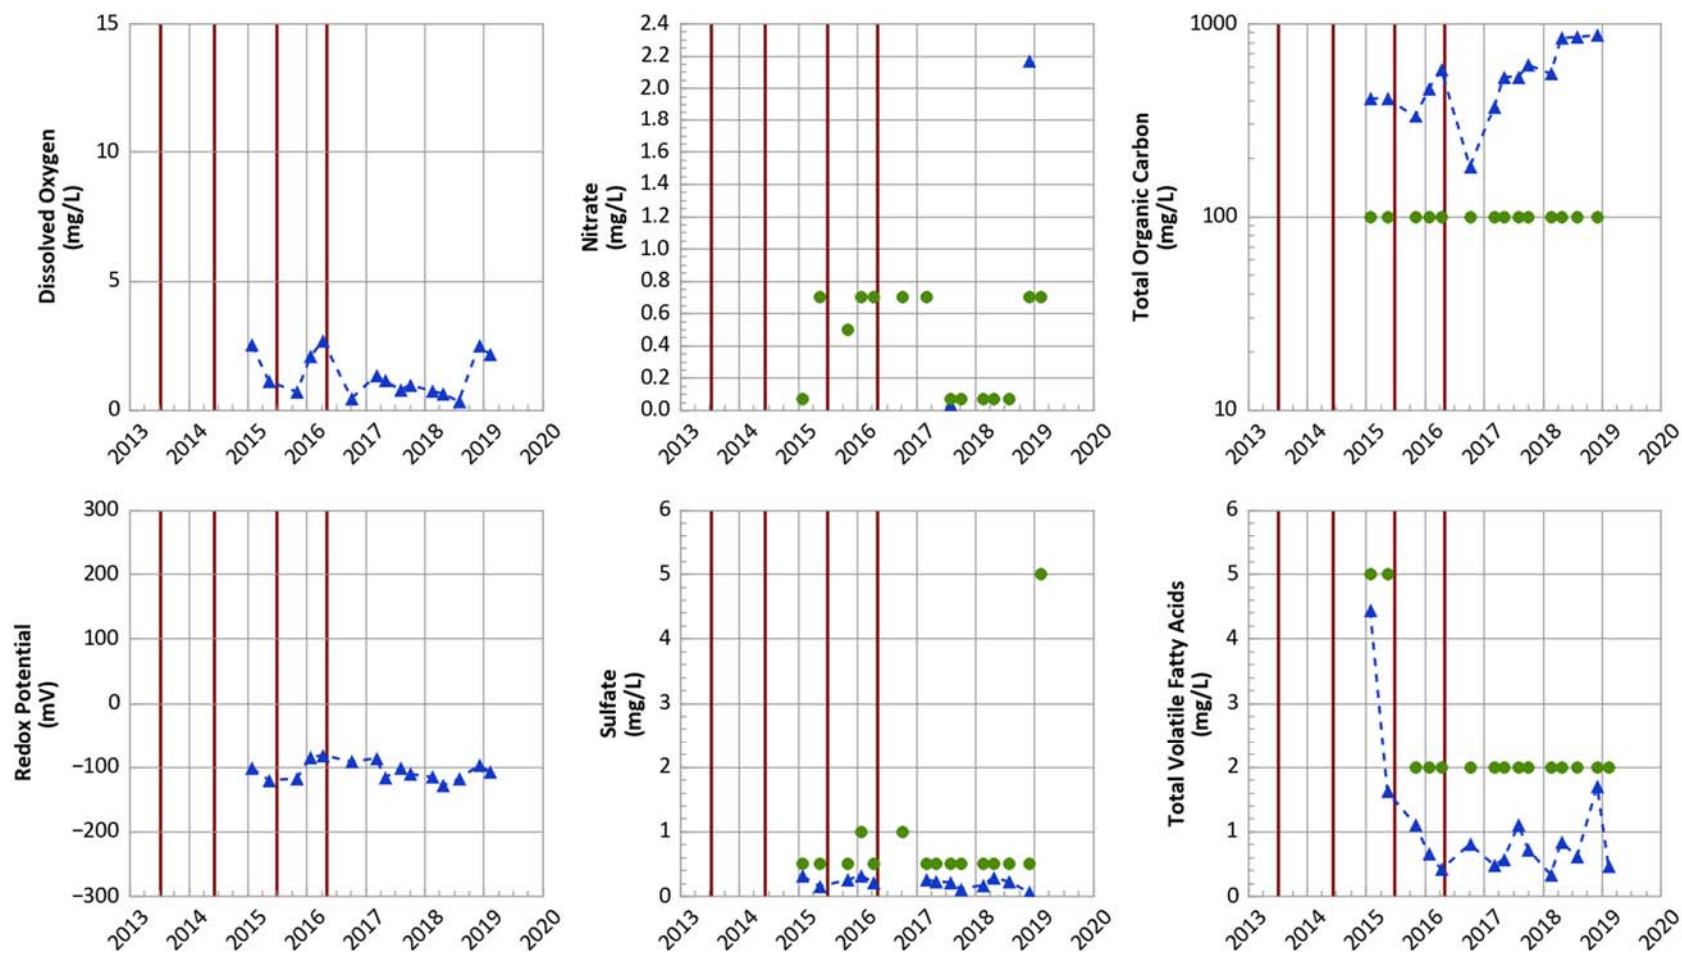 Dissolved Oxygen
(mg/L)
15
10
5
0
2013 2014 2015 2016 2017 2018 2019 2020
Nitrate
(mg/L)
2.4
2.2
2.0
1.8
1.6
1.4
1.2
1.0
0.8
0.6
0.4
0.2
0.0
2013 2014 2015 2016 2017 2018 2019 2020
Total Organic Carbon
(mg/L)
1000
100
10
2013 2014 2015 2016 2017 2018 2019 2020
Redox Potential
(mV)
300
200
100
0
−100
−200
−300
2013 2014 2015 2016 2017 2018 2019 2020
Sulfate
(mg/L)
6
5
4
3
2
1
0
2013 2014 2015 2016 2017 2018 2019 2020
Total Volatile Fatty Acids
(mg/L)
6
5
4
3
2
1
0
2013 2014 2015 2016 2017 2018 2019 2020